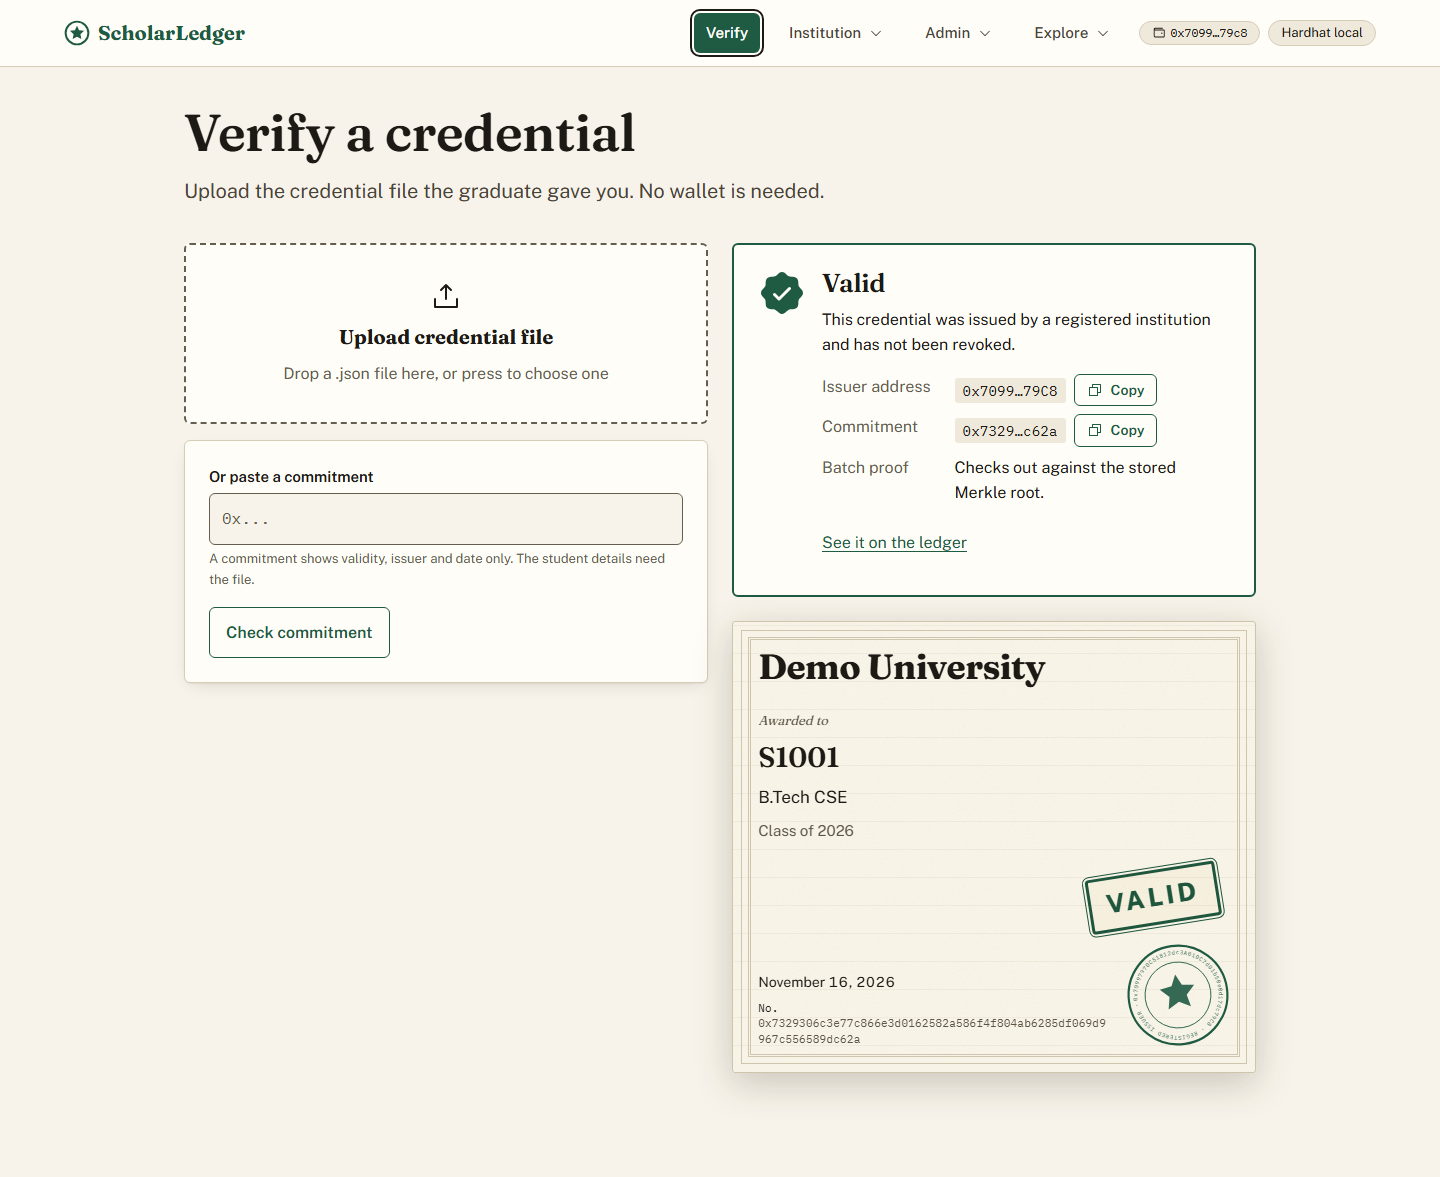 ScholarLedger
Verify
Institution
Admin
Explore
0x7099…79c8
Hardhat local
Verify a credential
Upload the credential file the graduate gave you. No wallet is needed.
Upload credential file
Drop a .json file here, or press to choose one
Or paste a commitment
0x...
A commitment shows validity, issuer and date only. The student details need
the file.
Check commitment
Valid
This credential was issued by a registered institution
and has not been revoked.
Issuer address
0x7099…79C8
Copy
Commitment
0x7329…c62a
Copy
Batch proof
Checks out against the stored
Merkle root.
See it on the ledger
Demo University
Awarded to
S1001
B.Tech CSE
Class of 2026
VALID
November 16, 2026
No.
0x7329306c3e77c866e3d0162582a586f4f804ab6285df069d9
967c556589dc62a
REGISTERED ISSUER